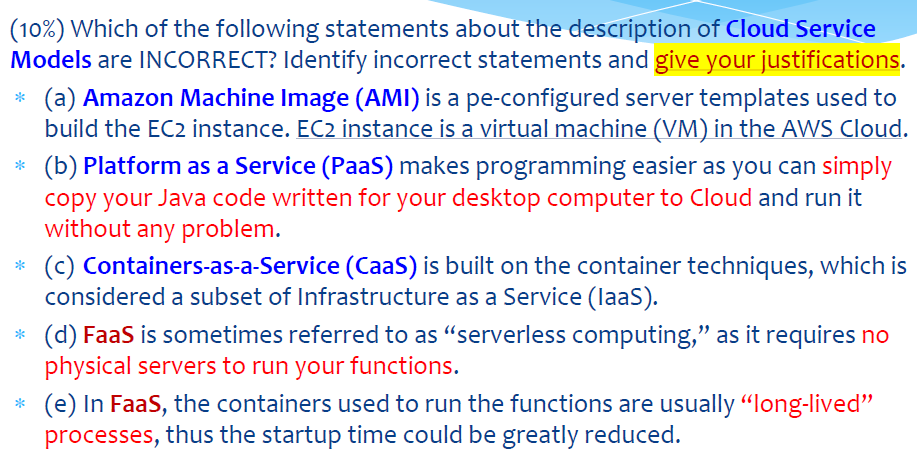 (10%) Which of the following statements about the description of Cloud Service
Models are INCORRECT? Identify incorrect statements and give your justifications.
* (a) Amazon Machine Image (AMI) is a pe-configured server templates used to
build the EC2 instance. EC2 instance is a virtual machine (VM) in the AWS Cloud.
* (b) Platform as a Service (PaaS) makes programming easier as you can simply
copy your Java code written for your desktop computer to Cloud and run it
without any problem.
* (c) Containers-as-a-Service (CaaS) is built on the container techniques, which is
considered a subset of Infrastructure as a Service (IaaS).
* (d) FaaS is sometimes referred to as “serverless computing,” as it requires no
physical servers to run your functions.
* (e) In FaaS, the containers used to run the functions are usually “long-lived”
processes, thus the startup time could be greatly reduced.